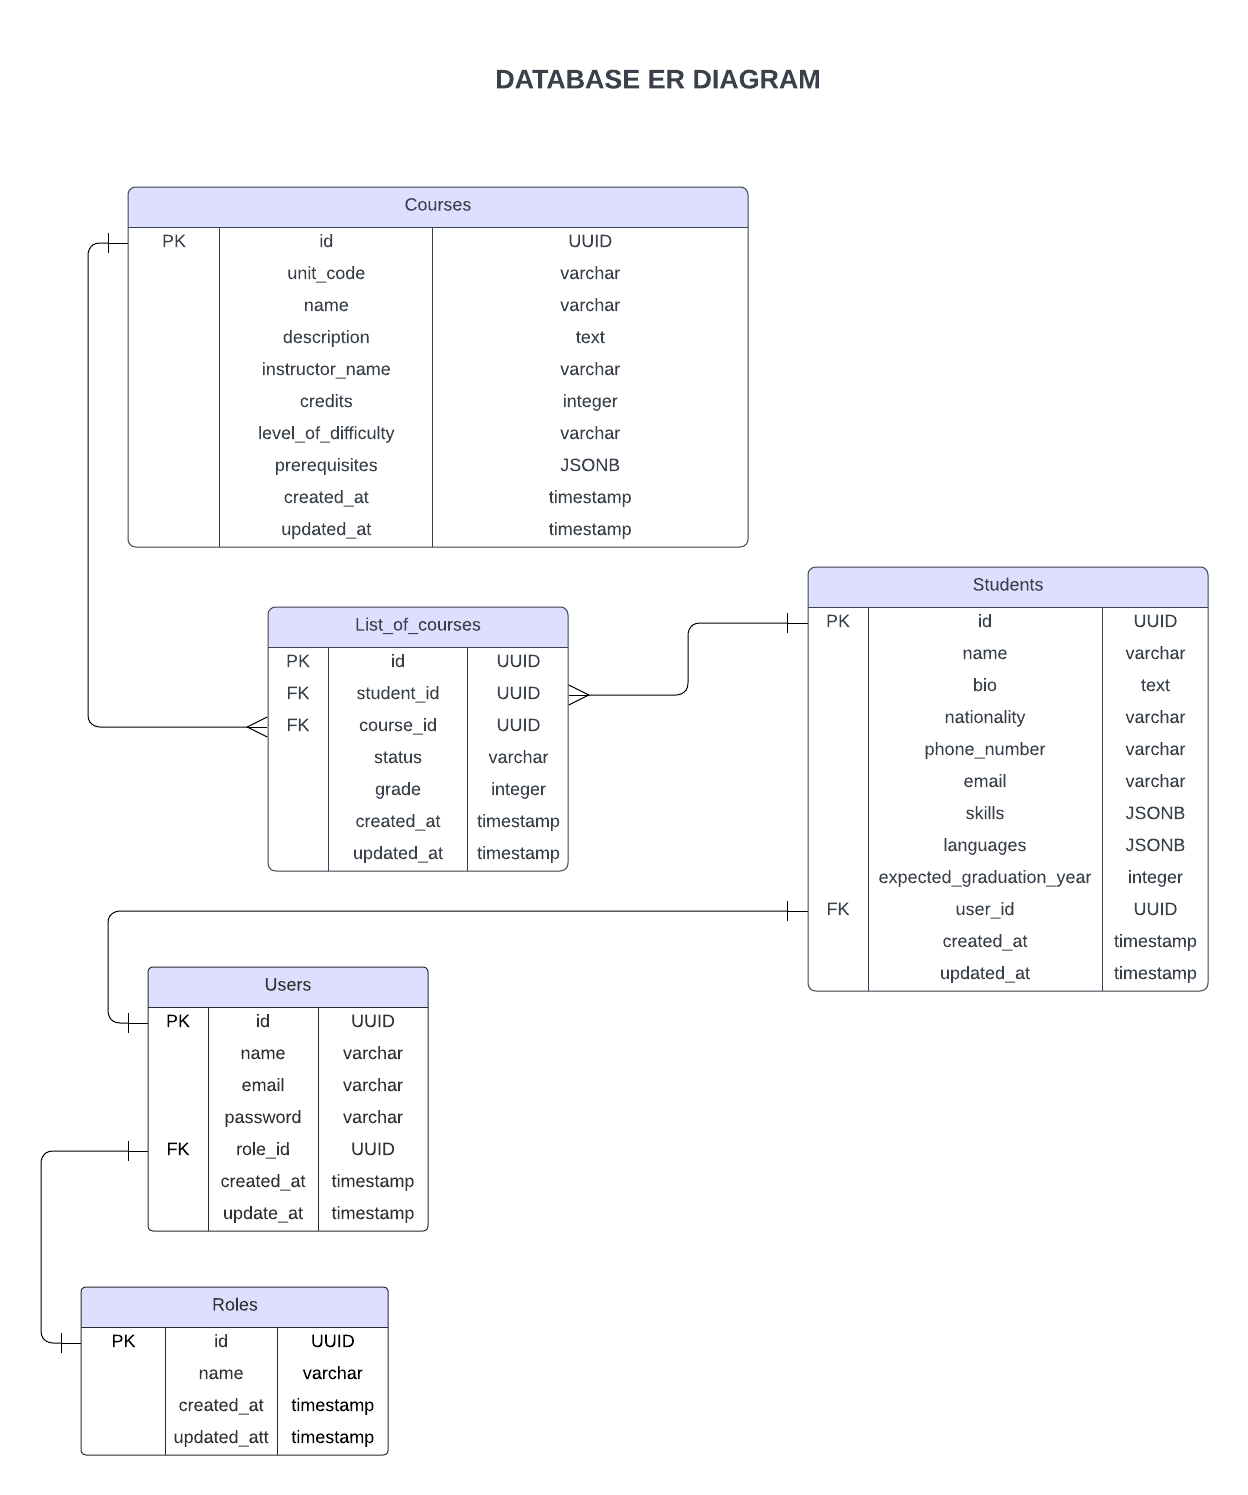 DATABASE ER DIAGRAM
Courses
PK id UUID
unit_code varchar
name varchar
description text
instructor_name varchar
credits integer
level_of_difficulty varchar
prerequisites JSONB
created_at timestamp
updated_at timestamp
Students
PK id UUID
name varchar
bio text
nationality varchar
phone_number varchar
email varchar
skills JSONB
languages JSONB
expected_graduation_year integer
FK user_id UUID
created_at timestamp
updated_at timestamp
List_of_courses
PK id UUID
FK student_id UUID
FK course_id UUID
status varchar
grade integer
created_at timestamp
updated_at timestamp
Users
PK id UUID
name varchar
email varchar
password varchar
FK role_id UUID
created_at timestamp
update_at timestamp
Roles
PK id UUID
name varchar
created_at timestamp
updated_att timestamp